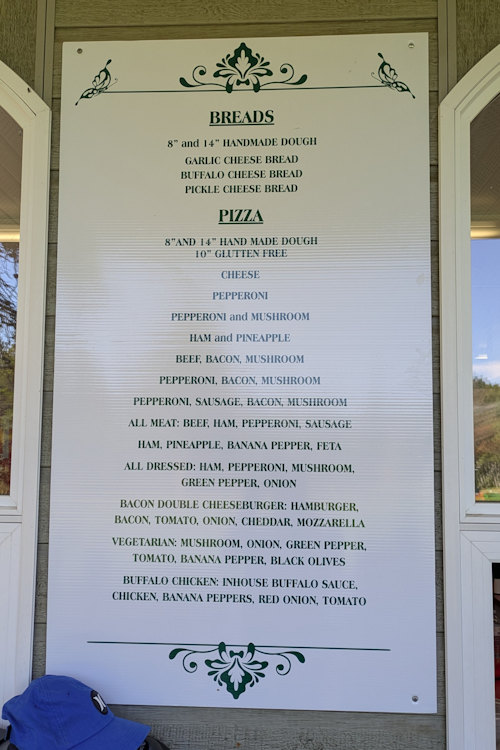 BREADS
8" and 14" HANDMADE DOUGH
GARLIC CHEESE BREAD
BUFFALO CHEESE BREAD
PICKLE CHEESE BREAD
PIZZA
8"AND 14" HAND MADE DOUGH
10" GLUTTEN FREE
CHEESE
PEPPERONI
PEPPERONI and MUSHROOM
HAM and PINEAPPLE
BEEF, BACON, MUSHROOM
PEPPERONI, BACON, MUSHROOM
PEPPERONI, SAUSAGE, BACON, MUSHROOM
ALL MEAT: BEEF, HAM, PEPPERONI, SAUSAGE
HAM, PINEAPPLE, BANANA PEPPER, FETA
ALL DRESSED: HAM, PEPPERONI, MUSHROOM,
GREEN PEPPER, ONION
BACON DOUBLE CHEESEBURGER: HAMBURGER,
BACON, TOMATO, ONION, CHEDDAR, MOZZARELLA
VEGETARIAN: MUSHROOM, ONION, GREEN PEPPER,
TOMATO, BANANA PEPPER, BLACK OLIVES
BUFFALO CHICKEN: INHOUSE BUFFALO SAUCE,
CHICKEN, BANANA PEPPERS, RED ONION, TOMATO